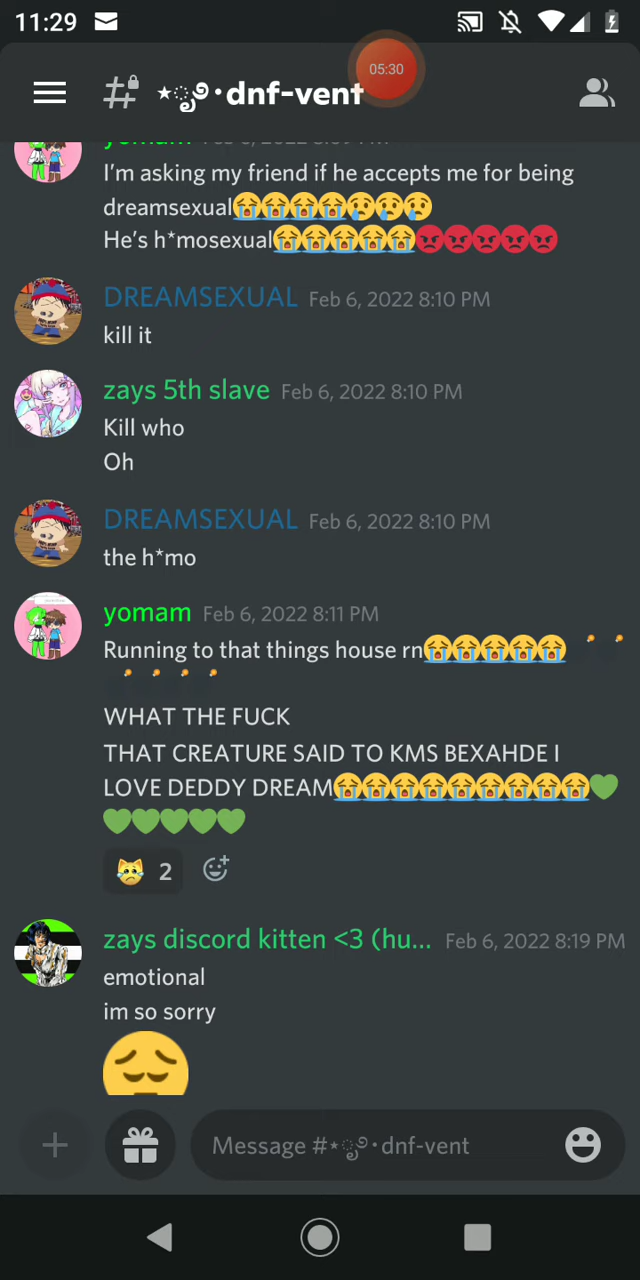 11:29
05:30
#⋆ೃ࿔·dnf-vent
I'm asking my friend if he accepts me for being
dreamsexual😭😭😭😭😢😢😢
He's h*mosexual😭😭😭😭😭😡😡😡😡😡
DREAMSEXUAL Feb 6, 2022 8:10 PM
kill it
zays 5th slave Feb 6, 2022 8:10 PM
Kill who
Oh
DREAMSEXUAL Feb 6, 2022 8:10 PM
the h*mo
yomam Feb 6, 2022 8:11 PM
Running to that things house rn😭😭😭😭😭
WHAT THE FUCK
THAT CREATURE SAID TO KMS BEXAHDE I
LOVE DEDDY DREAM😭😭😭😭😭😭😭😭😭💚
💚💚💚💚💚
😿 2
zays discord kitten <3 (hu... Feb 6, 2022 8:19 PM
emotional
im so sorry
😔
Message #⋆ೃ࿔·dnf-vent